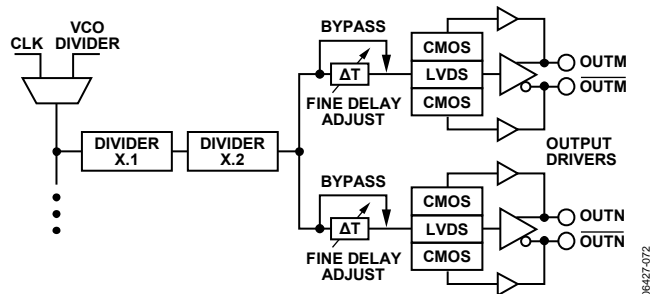 CLK
VCO
DIVIDER
DIVIDER
X.1
DIVIDER
X.2
BYPASS
ΔT
FINE DELAY
ADJUST
CMOS
LVDS
CMOS
OUTM
OUTM
OUTPUT
DRIVERS
BYPASS
ΔT
FINE DELAY
ADJUST
CMOS
LVDS
CMOS
OUTN
OUTN
06427-072